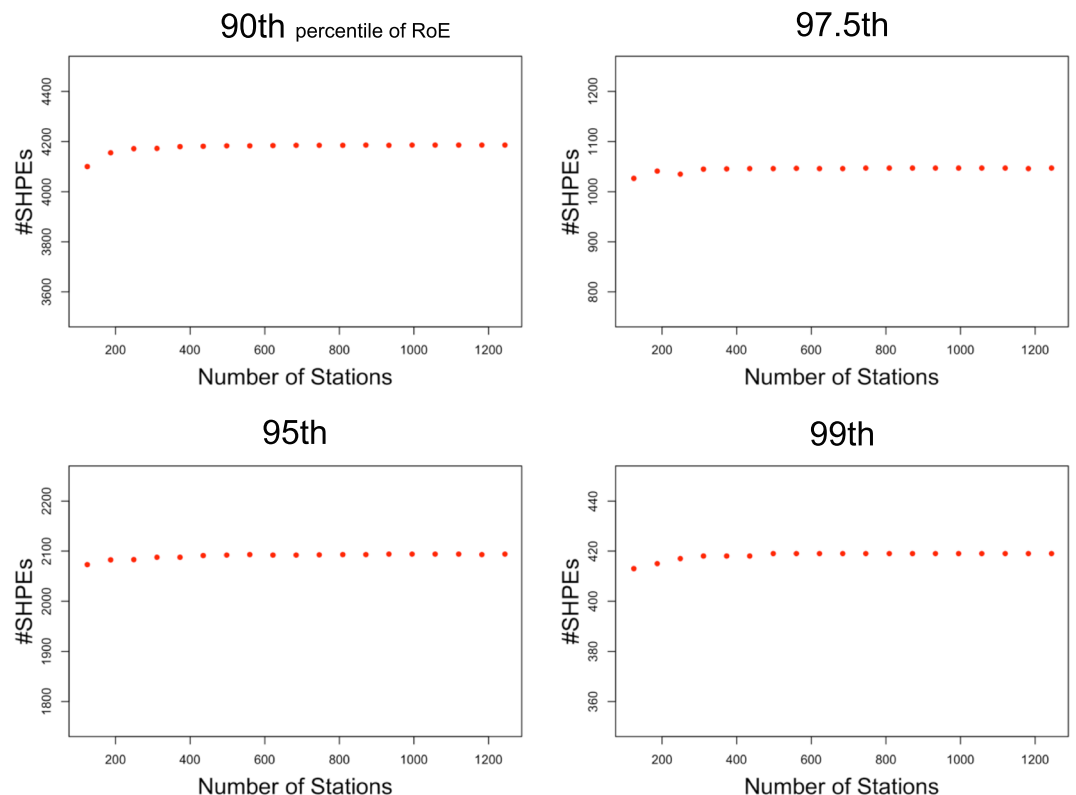 90th percentile of RoE
#SHPEs
4400
4200
4000
3800
3600
200 400 600 800 1000 1200
Number of Stations
97.5th
#SHPEs
1200
1100
1000
900
800
200 400 600 800 1000 1200
Number of Stations
95th
#SHPEs
2200
2100
2000
1900
1800
200 400 600 800 1000 1200
Number of Stations
99th
#SHPEs
440
420
400
380
360
200 400 600 800 1000 1200
Number of Stations